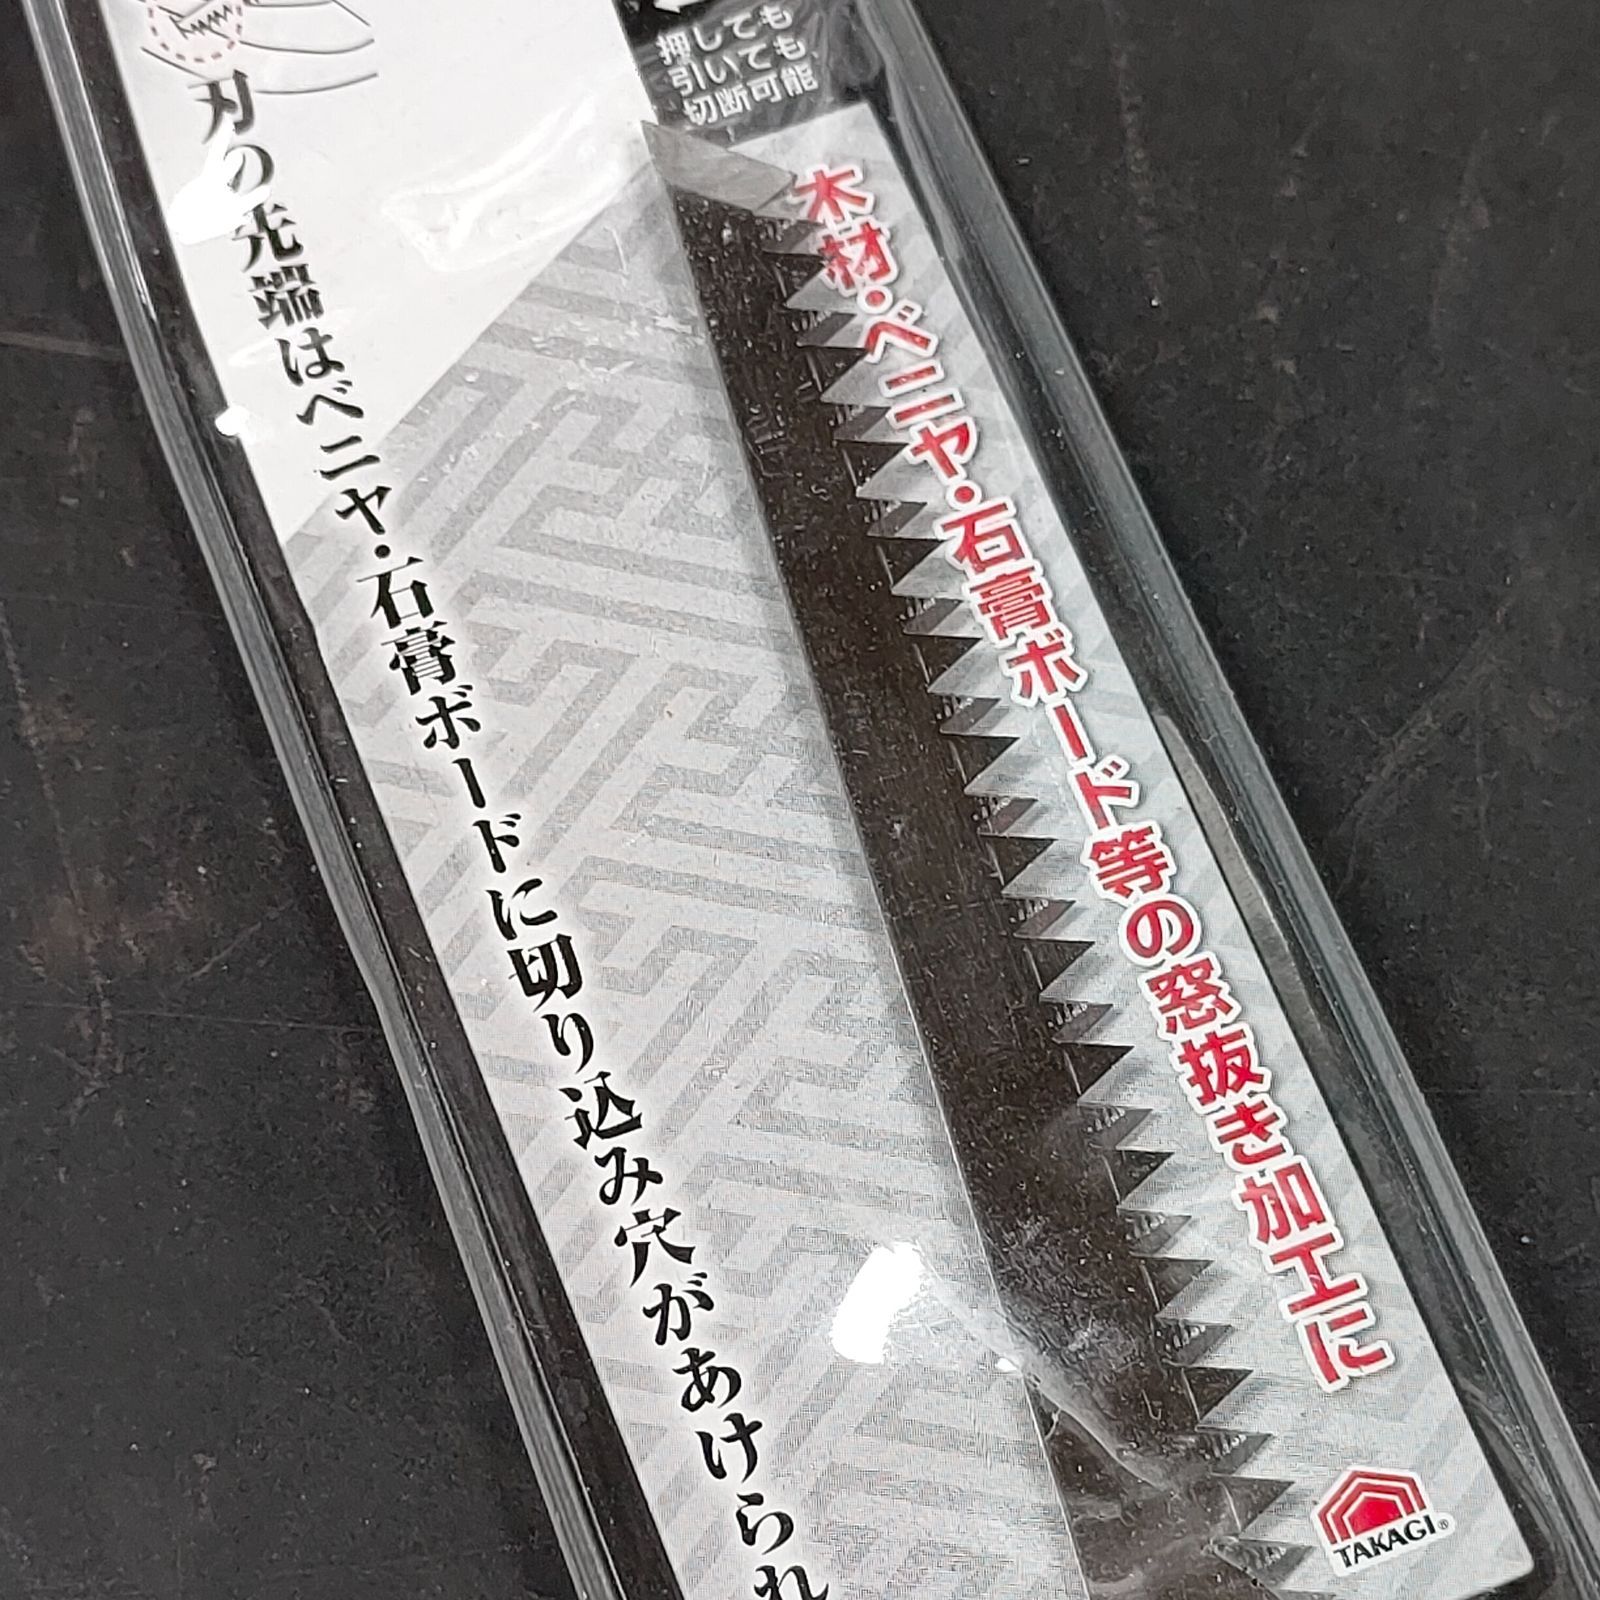 押しても
引いても
切断可能
木材・ベニヤ・石膏ボード等の窓抜き加工に
刃の先端はベニヤ・石膏ボードに切り込み穴があけられ
TAKAGI®